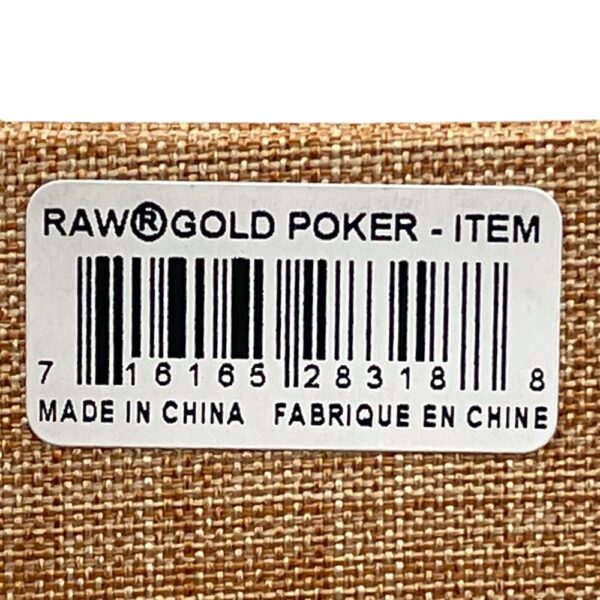 RAW®GOLD POKER - ITEM
7 16165 28318 8
MADE IN CHINA FABRIQUE EN CHINE